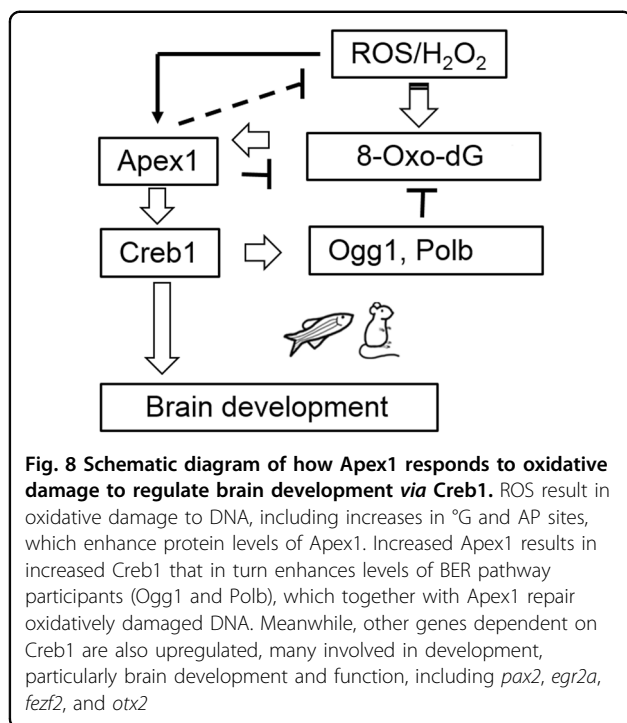 ROS/H₂O₂
Apex1
8-Oxo-dG
Creb1
Ogg1, Polb
Brain development
Fig. 8 Schematic diagram of how Apex1 responds to oxidative
damage to regulate brain development via Creb1. ROS result in
oxidative damage to DNA, including increases in °G and AP sites,
which enhance protein levels of Apex1. Increased Apex1 results in
increased Creb1 that in turn enhances levels of BER pathway
participants (Ogg1 and Polb), which together with Apex1 repair
oxidatively damaged DNA. Meanwhile, other genes dependent on
Creb1 are also upregulated, many involved in development,
particularly brain development and function, including pax2, egr2a,
fezf2, and otx2